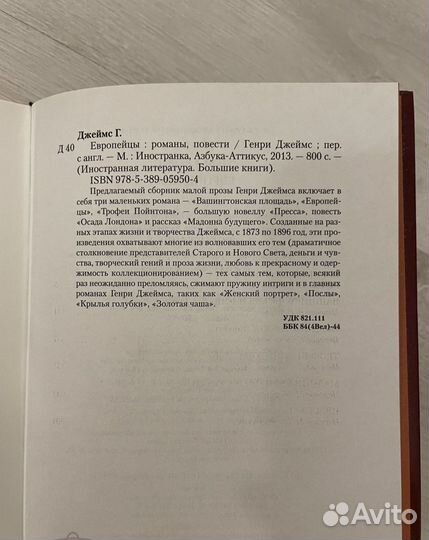 Джеймс Г.
Д 40 Европейцы : романы, повести / Генри Джеймс ; пер.
с англ. — М. : Иностранка, Азбука-Аттикус, 2013. — 800 с. —
(Иностранная литература. Большие книги).
ISBN 978-5-389-05950-4
Предлагаемый сборник малой прозы Генри Джеймса включает в
себя три маленьких романа — «Вашингтонская площадь», «Европей-
цы», «Трофеи Пойнтона», — большую новеллу «Пресса», повесть
«Осада Лондона» и рассказ «Мадонна будущего». Созданные на раз-
ных этапах жизни и творчества Джеймса, с 1873 по 1896 год, эти про-
изведения охватывают многие из волновавших его тем (драматичное
столкновение представителей Старого и Нового Света, деньги и чув-
ства, творческий гений и проза жизни, любовь к прекрасному и одер-
жимость коллекционированием) — тех самых тем, которые, всякий
раз неожиданно преломляясь, сжимают пружину интриги и в главных
романах Генри Джеймса, таких как «Женский портрет», «Послы»,
«Крылья голубки», «Золотая чаша».
УДК 821.111
ББК 84(4Вел)-44
Avito